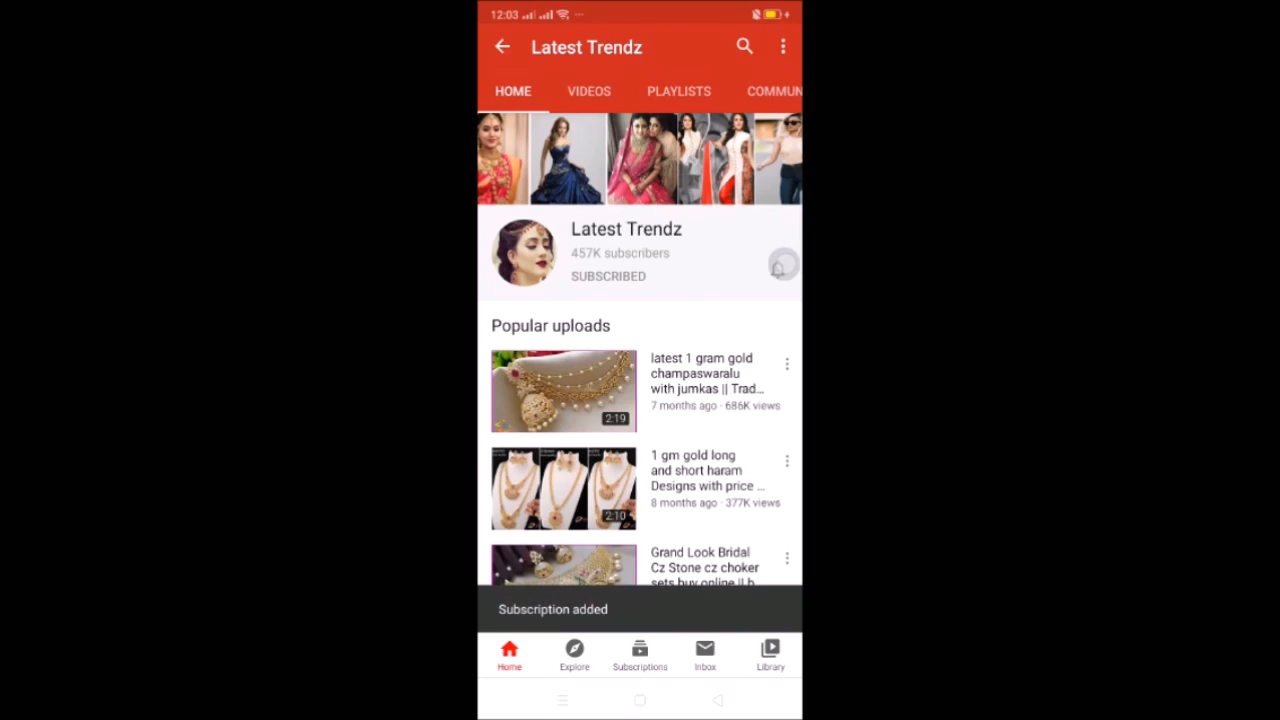 12:03
Latest Trendz
HOME VIDEOS PLAYLISTS COMMUN
Latest Trendz
457K subscribers
SUBSCRIBED
Popular uploads
latest 1 gram gold
champaswaralu
with jumkas || Trad...
7 months ago · 686K views
2:19
1 gm gold long
and short haram
Designs with price ...
8 months ago · 377K views
2:10
Grand Look Bridal
Cz Stone cz choker
sets buy online || b
Subscription added
Home Explore Subscriptions Inbox Library